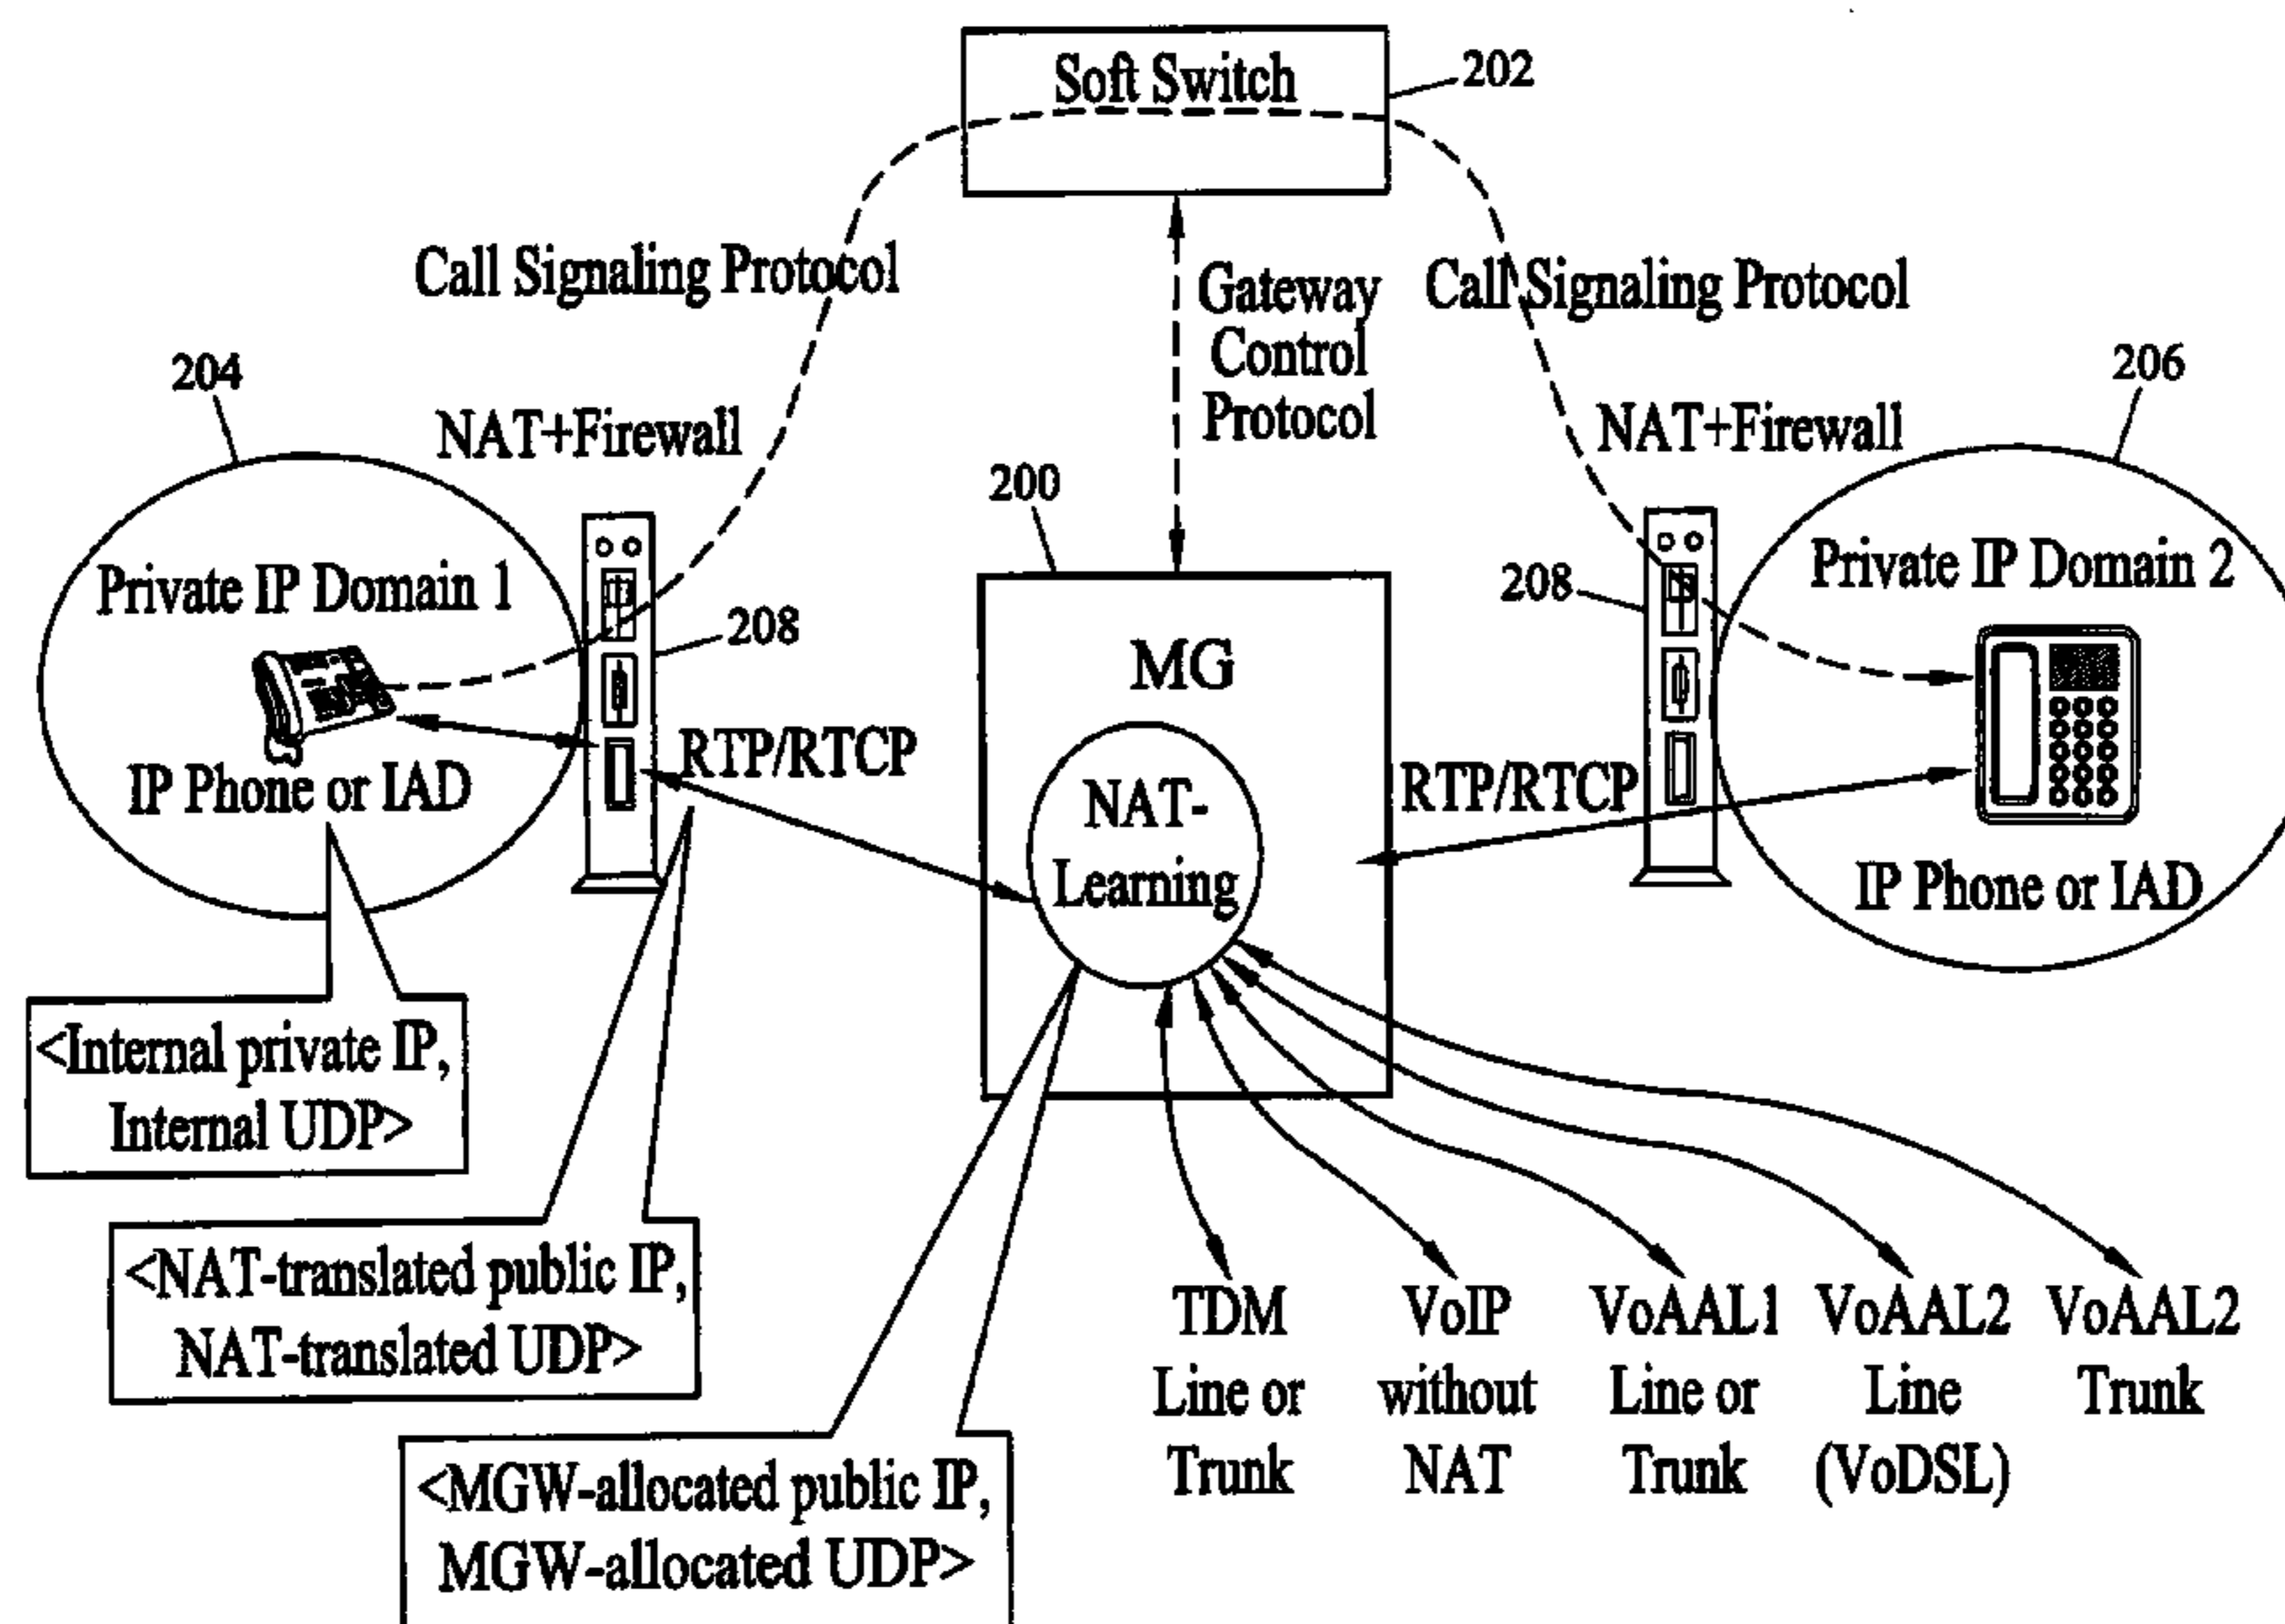 Soft Switch
202
Call Signaling Protocol
Gateway
Control
Protocol
Call Signaling Protocol
204
NAT+Firewall
206
NAT+Firewall
200
Private IP Domain 1
208
IP Phone or IAD
RTP/RTCP
MG
NAT-
Learning
208
Private IP Domain 2
RTP/RTCP
IP Phone or IAD
<Internal private IP,
Internal UDP>
<NAT-translated public IP,
NAT-translated UDP>
<MGW-allocated public IP,
MGW-allocated UDP>
TDM
Line or
Trunk
VoIP
without
NAT
VoAAL1
Line or
Trunk
VoAAL2
Line
(VoDSL)
VoAAL2
Trunk